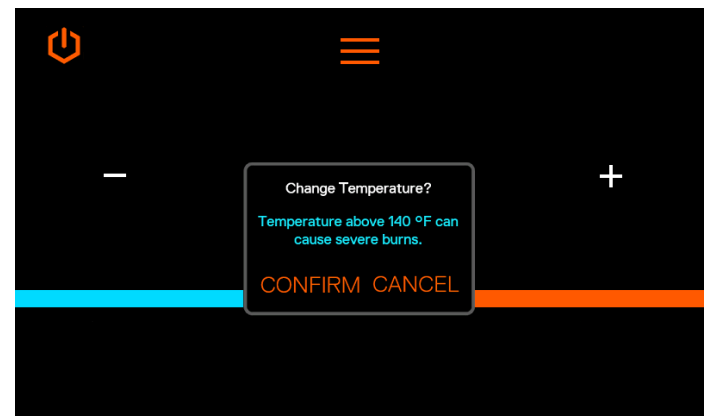 Change Temperature?
Temperature above 140 °F can
cause severe burns.
CONFIRM CANCEL